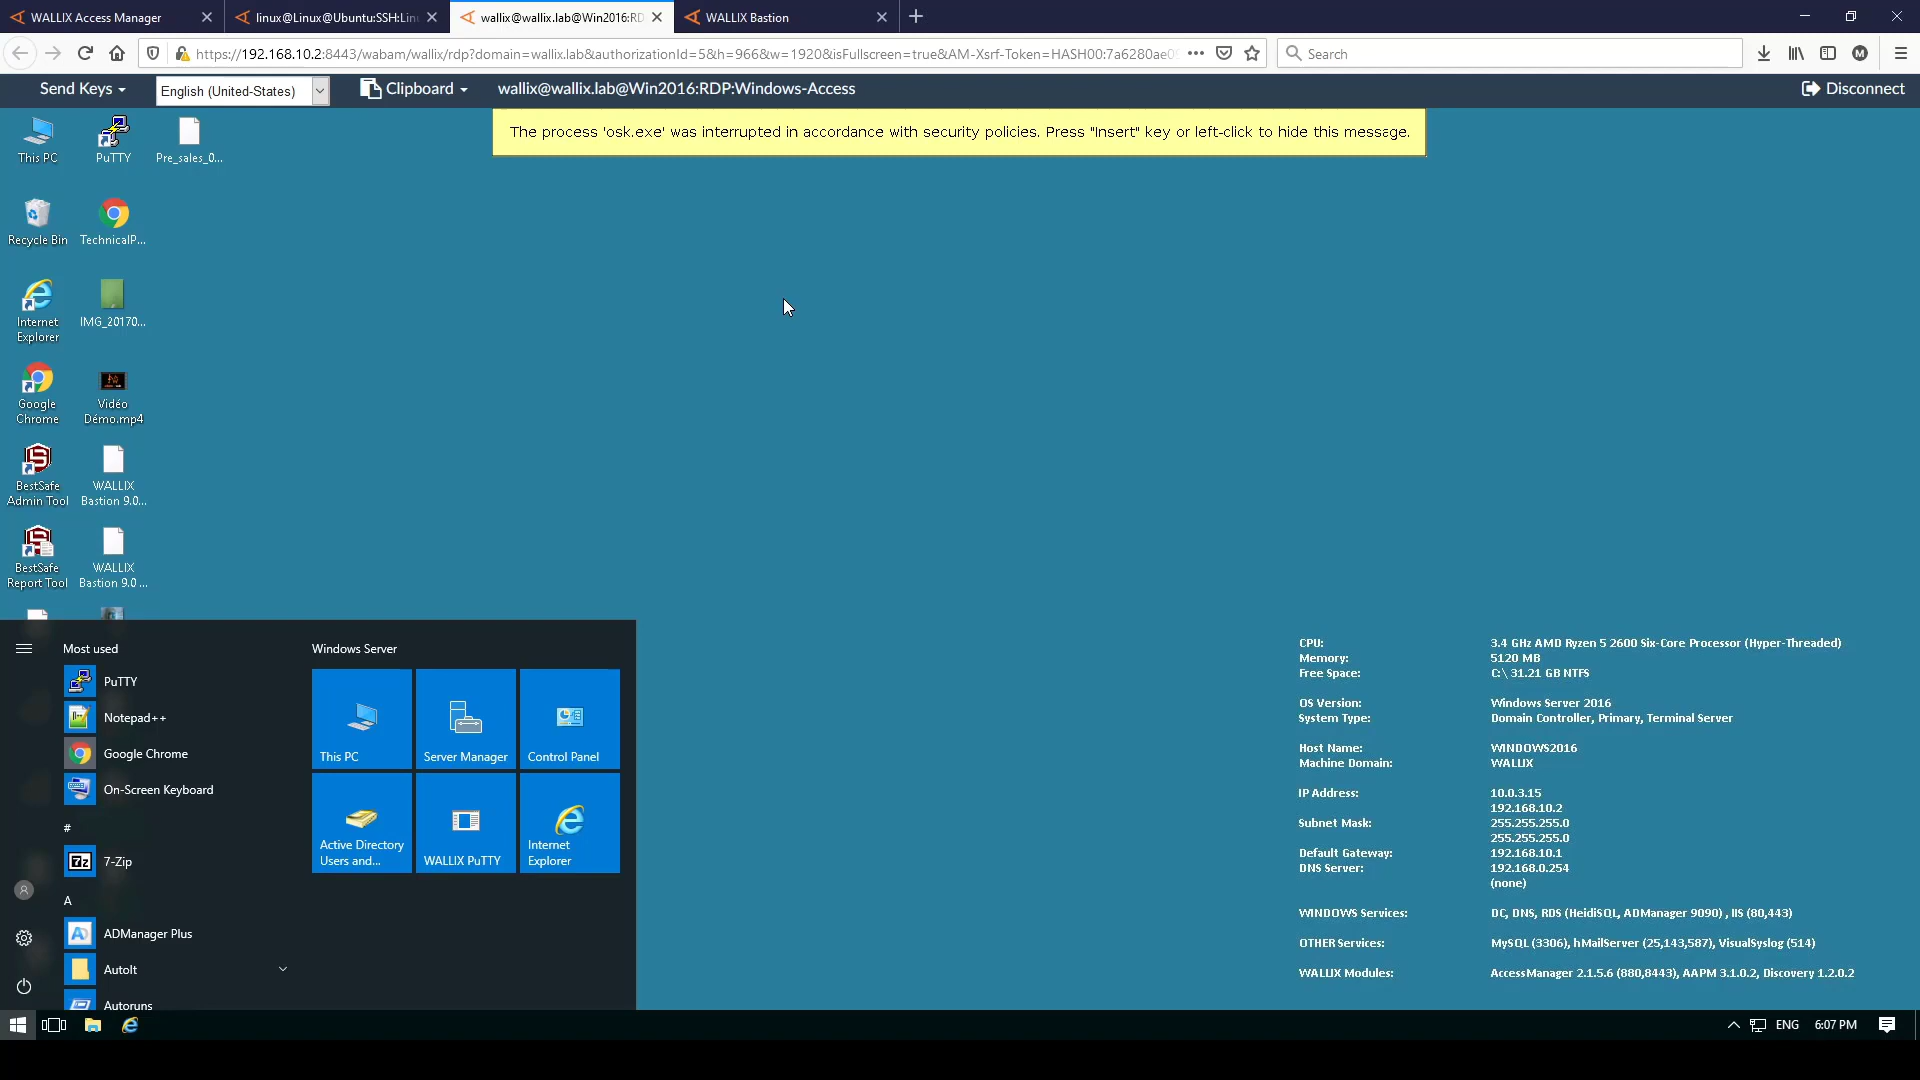 WALLIX Access Manager
linux@Linux@Ubuntu:SSH:Lin
wallix@wallix.lab@Win2016:RD
WALLIX Bastion
https://192.168.10.2:8443/wabam/wallix/rdp?domain=wallix.lab&authorizationId=5&h=966&w=1920&isFullscreen=true&AM-Xsrf-Token=HASH00:7a6280ae0
Search
Send Keys
English (United-States)
Clipboard
wallix@wallix.lab@Win2016:RDP:Windows-Access
Disconnect
The process 'osk.exe' was interrupted in accordance with security policies. Press "Insert" key or left-click to hide this message.
This PC
PuTTY
Pre_sales_0...
Recycle Bin
TechnicalP...
Internet
Explorer
IMG_20170...
Google
Chrome
Vidéo
Démo.mp4
BestSafe
Admin Tool
WALLIX
Bastion 9.0...
BestSafe
Report Tool
WALLIX
Bastion 9.0 ...
Most used
PuTTY
Notepad++
Google Chrome
On-Screen Keyboard
#
7-Zip
A
ADManager Plus
AutoIt
Autoruns
Windows Server
This PC
Server Manager
Control Panel
Active Directory
Users and...
WALLIX PuTTY
Internet
Explorer
CPU: 3.4 GHz AMD Ryzen 5 2600 Six-Core Processor (Hyper-Threaded)
Memory: 5120 MB
Free Space: C:\ 31.21 GB NTFS
OS Version: Windows Server 2016
System Type: Domain Controller, Primary, Terminal Server
Host Name: WINDOWS2016
Machine Domain: WALLIX
IP Address: 10.0.3.15
192.168.10.2
Subnet Mask: 255.255.255.0
255.255.255.0
Default Gateway: 192.168.10.1
DNS Server: 192.168.0.254
(none)
WINDOWS Services: DC, DNS, RDS (HeidiSQL, ADManager 9090) , IIS (80,443)
OTHER Services: MySQL (3306), hMailServer (25,143,587), VisualSyslog (514)
WALLIX Modules: AccessManager 2.1.5.6 (880,8443), AAPM 3.1.0.2, Discovery 1.2.0.2
ENG
6:07 PM